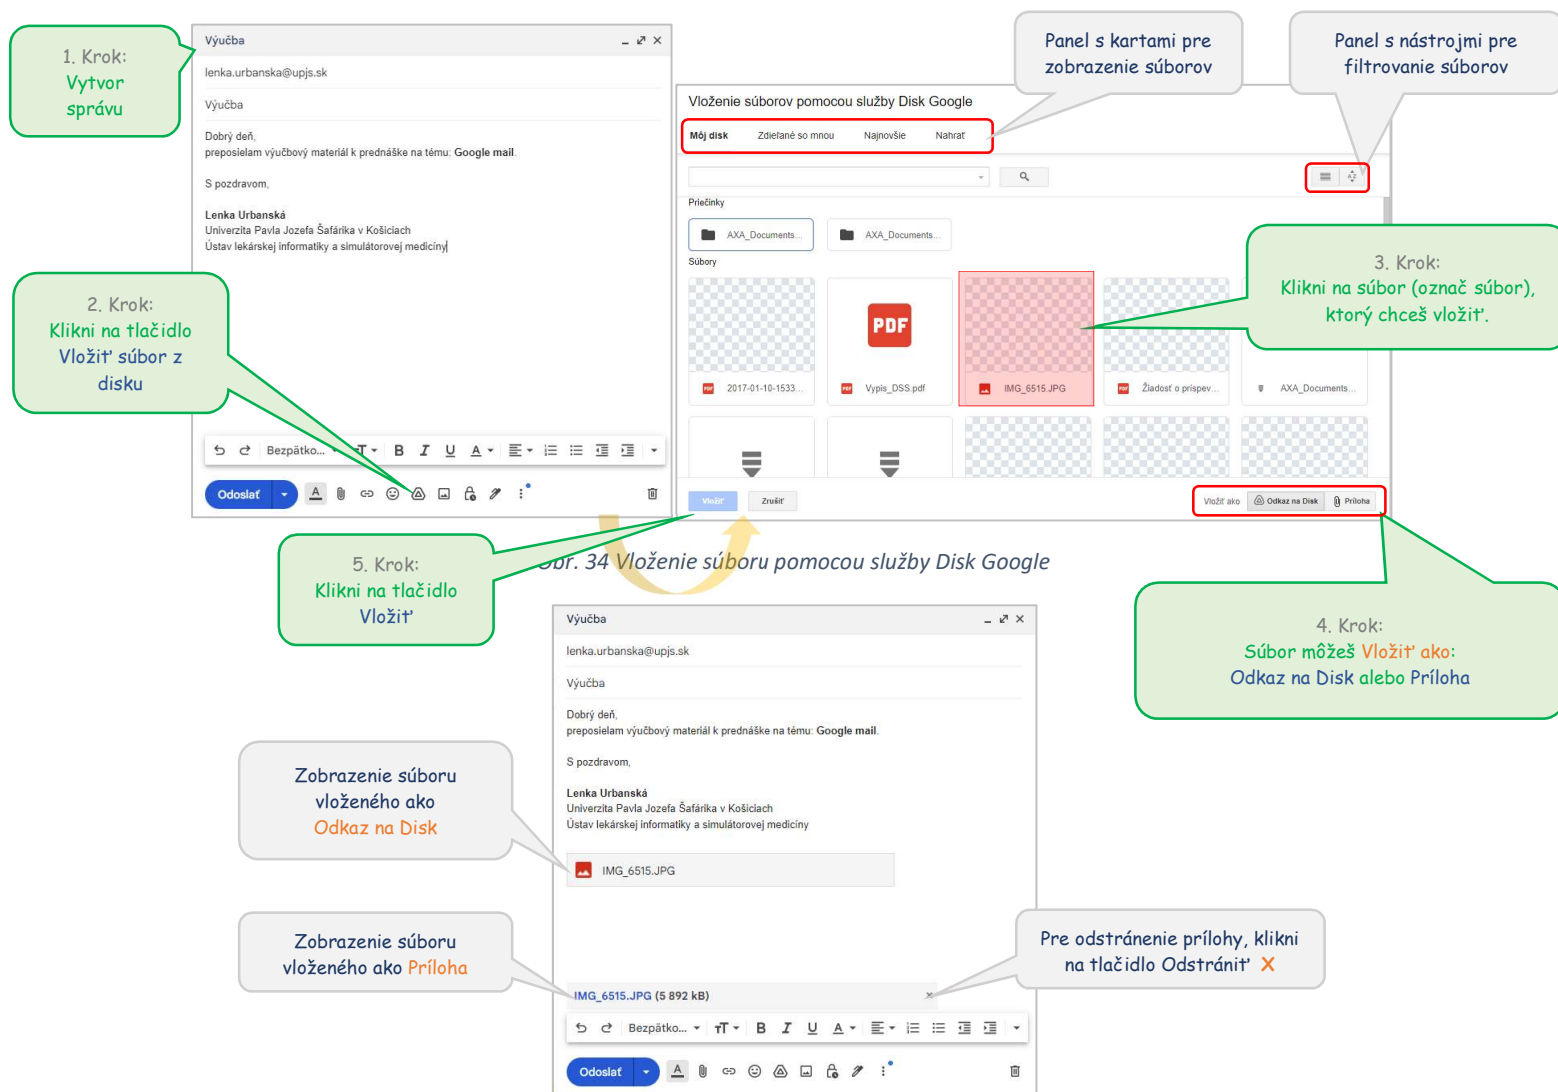 1. Krok:
Vytvor
správu
Výučba
lenka.urbanska@upjs.sk
Výučba
Dobrý deň,
preposielam výučbový materiál k prednáške na tému: Google mail.
S pozdravom,
Lenka Urbanská
Univerzita Pavla Jozefa Šafárika v Košiciach
Ústav lekárskej informatiky a simulátorovej medicíny
2. Krok:
Klikni na tlačidlo
Vložiť súbor z
disku
Bezpätko...
Odoslať
Panel s kartami pre
zobrazenie súborov
Panel s nástrojmi pre
filtrovanie súborov
Vloženie súborov pomocou služby Disk Google
Môj disk Zdieľané so mnou Najnovšie Nahrať
Priečinky
AXA_Documents... AXA_Documents...
Súbory
3. Krok:
Klikni na súbor (označ súbor),
ktorý chceš vložiť.
PDF
2017-01-10-1533... Vypis_DSS.pdf IMG_6515.JPG Žiadosť o príspev... AXA_Documents...
Vložiť Zrušiť Vložiť ako Odkaz na Disk Príloha
5. Krok:
Klikni na tlačidlo
Vložiť
Obr. 34 Vloženie súboru pomocou služby Disk Google
4. Krok:
Súbor môžeš Vložiť ako:
Odkaz na Disk alebo Príloha
Výučba
lenka.urbanska@upjs.sk
Výučba
Dobrý deň,
preposielam výučbový materiál k prednáške na tému: Google mail.
S pozdravom,
Lenka Urbanská
Univerzita Pavla Jozefa Šafárika v Košiciach
Ústav lekárskej informatiky a simulátorovej medicíny
Zobrazenie súboru
vloženého ako
Odkaz na Disk
IMG_6515.JPG
Zobrazenie súboru
vloženého ako Príloha
Pre odstránenie prílohy, klikni
na tlačidlo Odstrániť X
IMG_6515.JPG (5 892 kB)
Bezpätko...
Odoslať